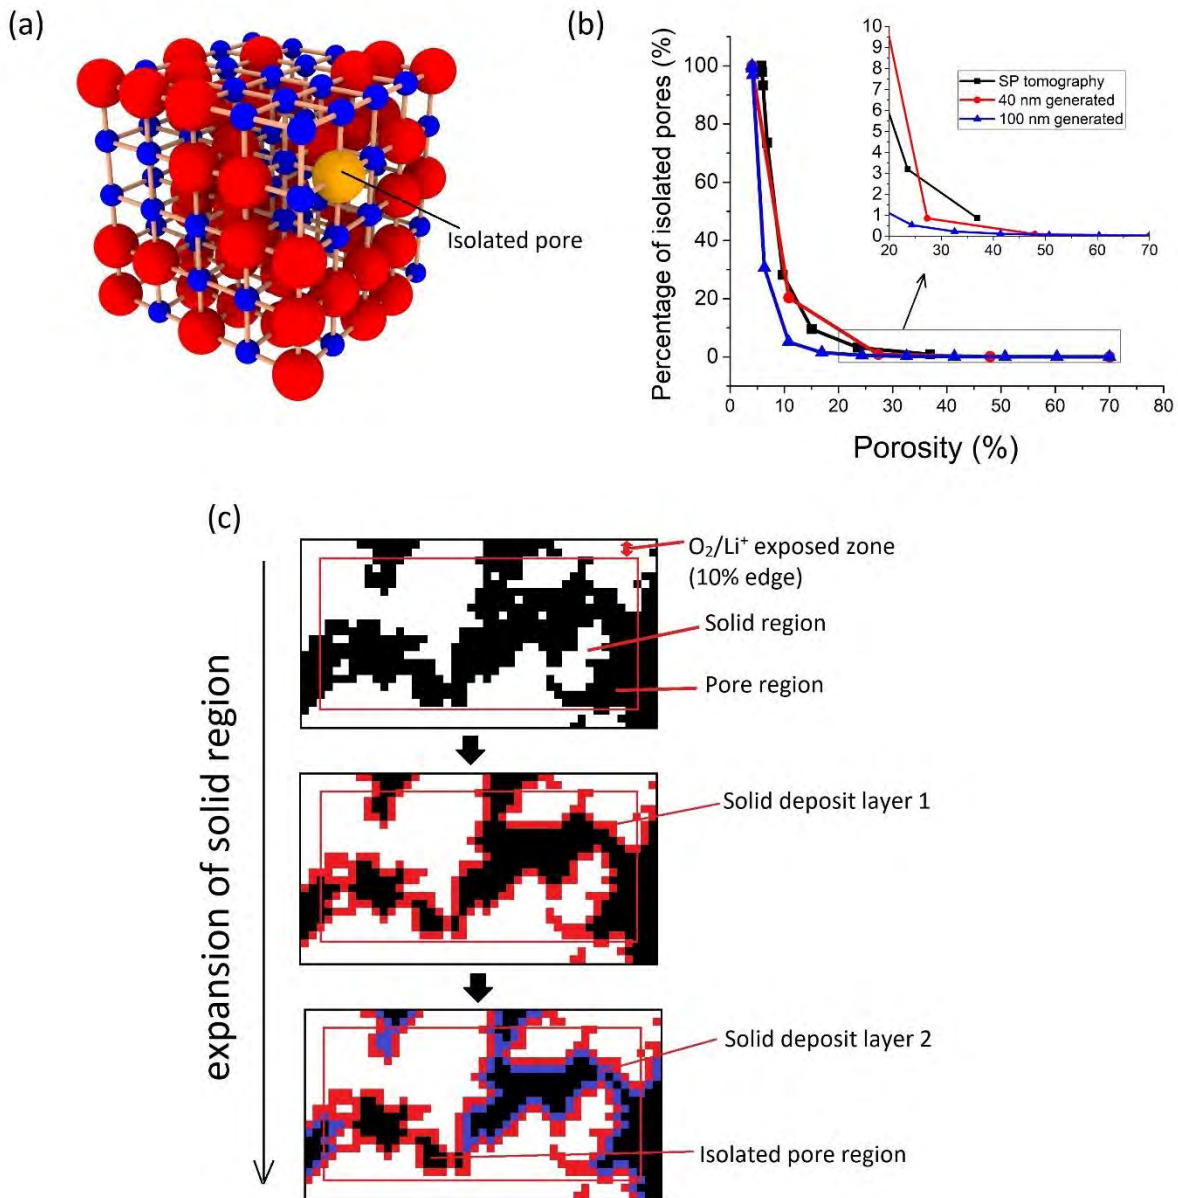 (a)
Isolated pore
(b)
Percentage of isolated pores (%)
100
80
60
40
20
0
0 10 20 30 40 50 60 70 80
Porosity (%)
10
9
8
7
6
5
4
3
2
1
0
20 30 40 50 60 70
SP tomography
40 nm generated
100 nm generated
(c)
expansion of solid region
O₂/Li⁺ exposed zone
(10% edge)
Solid region
Pore region
Solid deposit layer 1
Solid deposit layer 2
Isolated pore region